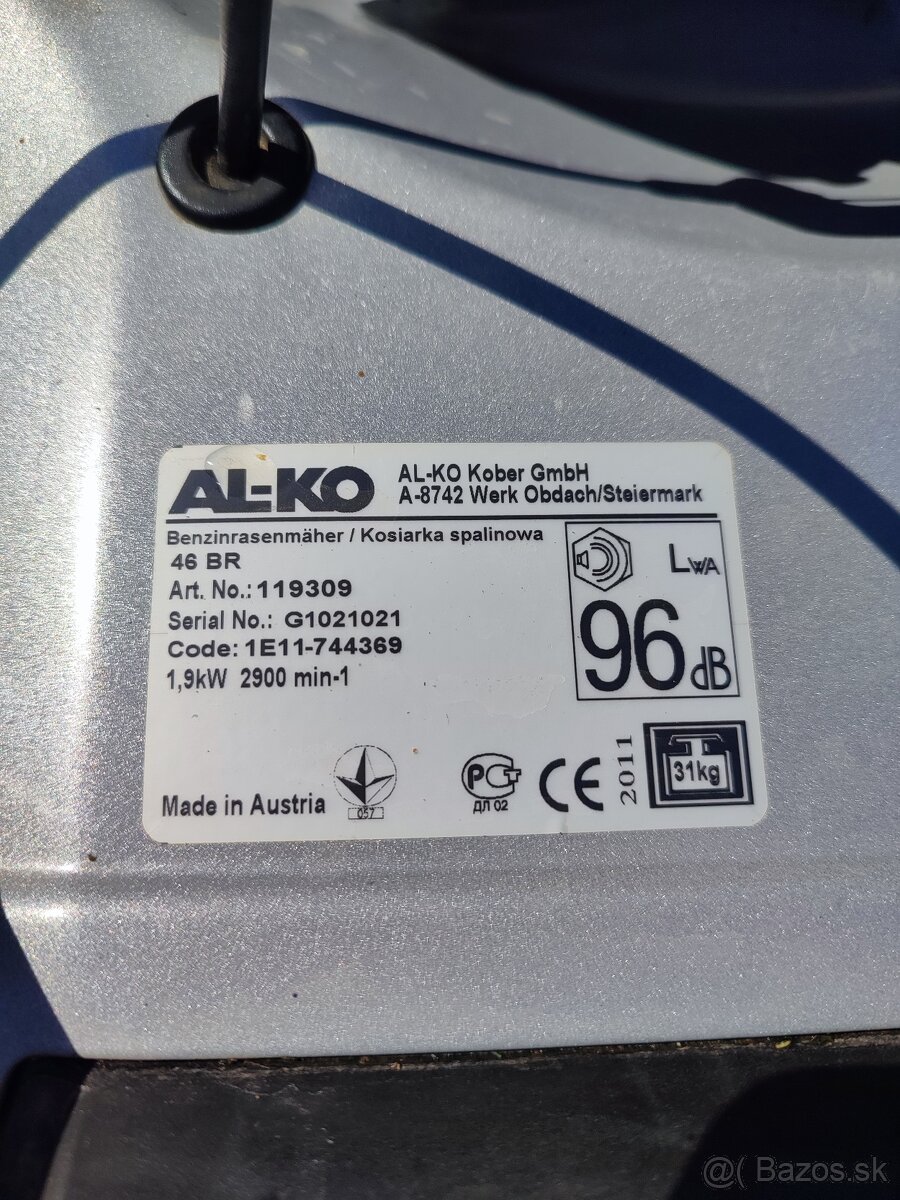 AL-KO
AL-KO Kober GmbH
A-8742 Werk Obdach/Steiermark
Benzinrasenmäher / Kosiarka spalinowa
46 BR
Art. No.: 119309
Serial No.: G1021021
Code: 1E11-744369
1,9kW 2900 min-1
LWA
96 dB
Made in Austria
057
РСТ
ДЛ 02
CE
2011
31kg
@( Bazos.sk